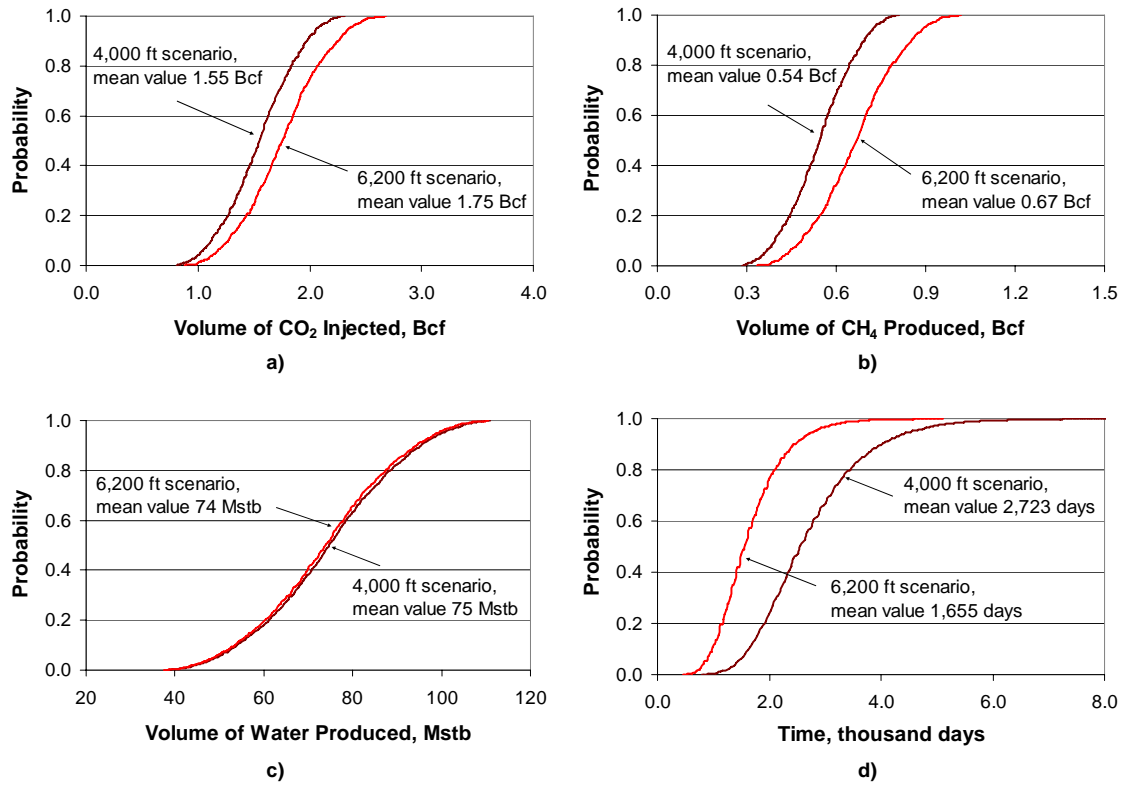 1.0
0.8
0.6
0.4
0.2
0.0
Probability
4,000 ft scenario,
mean value 1.55 Bcf
6,200 ft scenario,
mean value 1.75 Bcf
0.0 1.0 2.0 3.0 4.0
Volume of CO₂ Injected, Bcf
a)
1.0
0.8
0.6
0.4
0.2
0.0
Probability
4,000 ft scenario,
mean value 0.54 Bcf
6,200 ft scenario,
mean value 0.67 Bcf
0.0 0.3 0.6 0.9 1.2 1.5
Volume of CH₄ Produced, Bcf
b)
1.0
0.8
0.6
0.4
0.2
0.0
Probability
6,200 ft scenario,
mean value 74 Mstb
4,000 ft scenario,
mean value 75 Mstb
20 40 60 80 100 120
Volume of Water Produced, Mstb
c)
1.0
0.8
0.6
0.4
0.2
0.0
Probability
4,000 ft scenario,
mean value 2,723 days
6,200 ft scenario,
mean value 1,655 days
0.0 2.0 4.0 6.0 8.0
Time, thousand days
d)